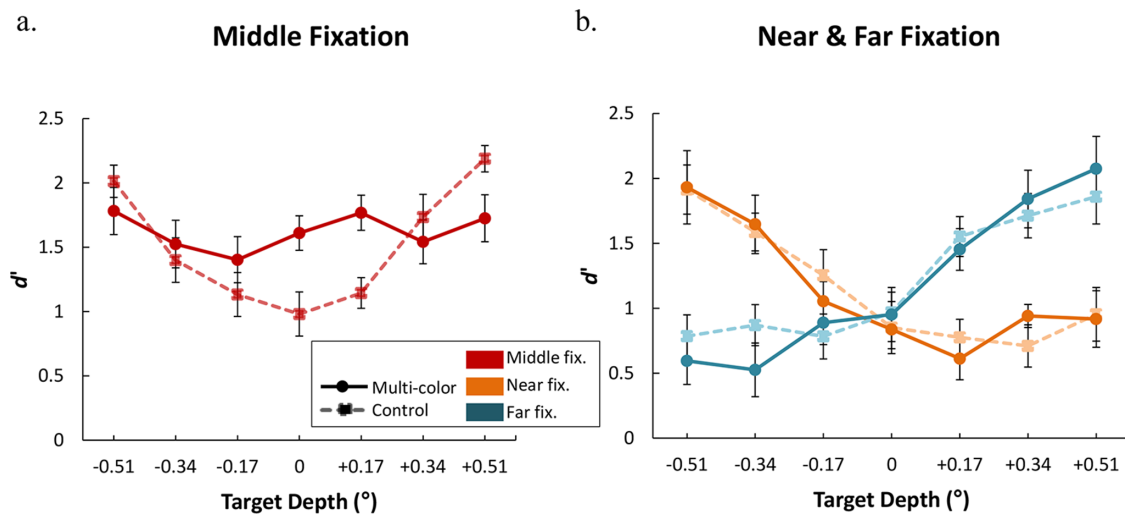 a.
Middle Fixation
2.5
2
1.5
1
0.5
0
d'
-0.51 -0.34 -0.17 0 +0.17 +0.34 +0.51
Target Depth (°)
Multi-color
Control
Middle fix.
Near fix.
Far fix.
b.
Near & Far Fixation
2.5
2
1.5
1
0.5
0
d'
-0.51 -0.34 -0.17 0 +0.17 +0.34 +0.51
Target Depth (°)